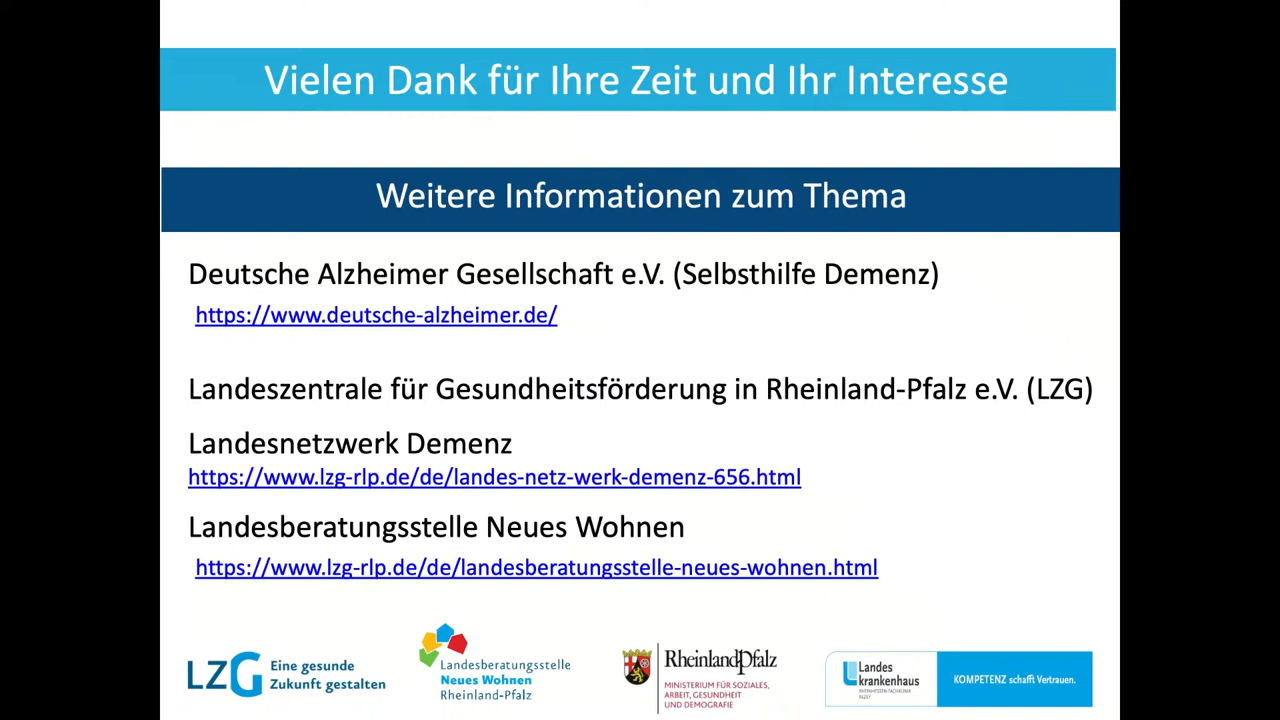 Vielen Dank für Ihre Zeit und Ihr Interesse
Weitere Informationen zum Thema
Deutsche Alzheimer Gesellschaft e.V. (Selbsthilfe Demenz)
https://www.deutsche-alzheimer.de/
Landeszentrale für Gesundheitsförderung in Rheinland-Pfalz e.V. (LZG)
Landesnetzwerk Demenz
https://www.lzg-rlp.de/de/landes-netz-werk-demenz-656.html
Landesberatungsstelle Neues Wohnen
https://www.lzg-rlp.de/de/landesberatungsstelle-neues-wohnen.html
LZG
Eine gesunde
Zukunft gestalten
Landesberatungsstelle
Neues Wohnen
Rheinland-Pfalz
RheinlandPfalz
MINISTERIUM FÜR SOZIALES,
ARBEIT, GESUNDHEIT
UND DEMOGRAFIE
Landes
krankenhaus
RHEINHESSEN-FACHKLINIK
ALZEY
KOMPETENZ schafft Vertrauen.